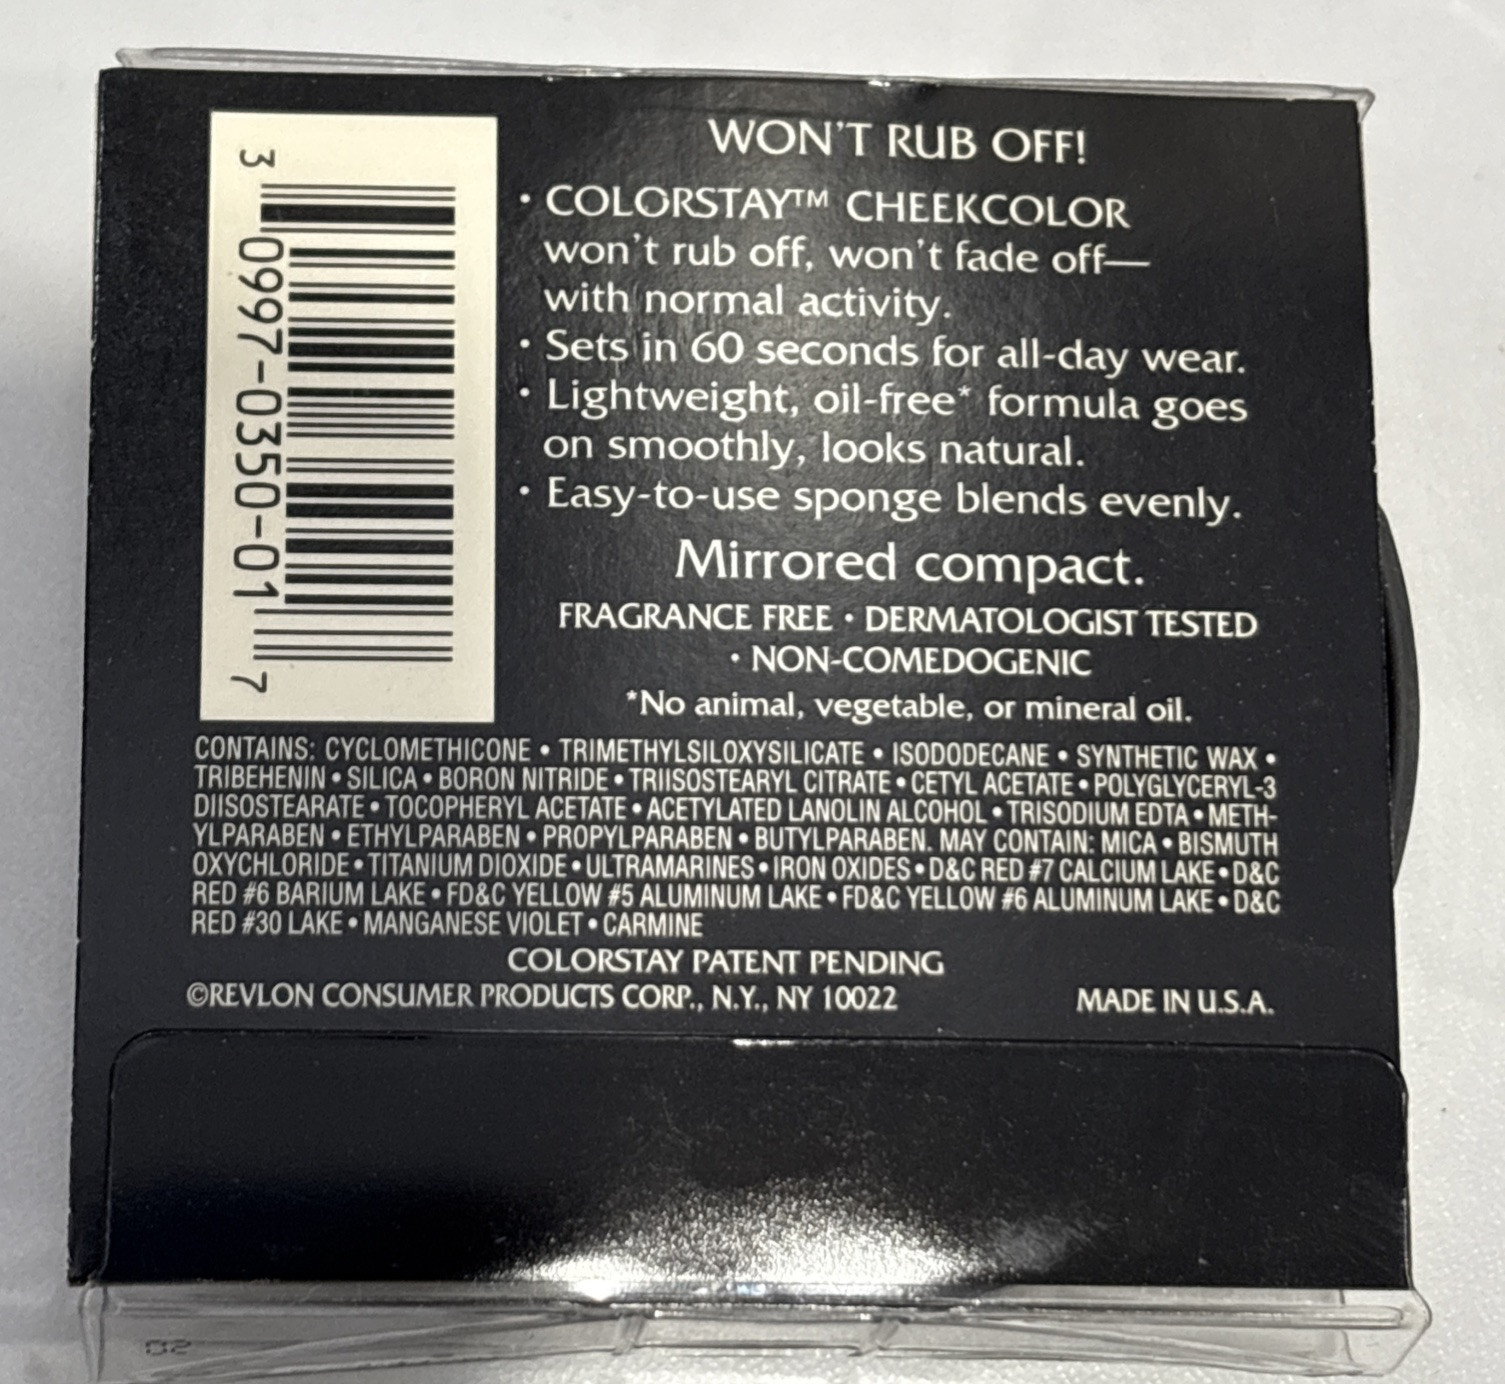 WON'T RUB OFF!
• COLORSTAY™ CHEEKCOLOR
won't rub off, won't fade off—
with normal activity.
• Sets in 60 seconds for all-day wear.
• Lightweight, oil-free* formula goes
on smoothly, looks natural.
• Easy-to-use sponge blends evenly.
Mirrored compact.
FRAGRANCE FREE • DERMATOLOGIST TESTED
• NON-COMEDOGENIC
*No animal, vegetable, or mineral oil.
3 0997-0350-01 7
CONTAINS: CYCLOMETHICONE • TRIMETHYLSILOXYSILICATE • ISODODECANE • SYNTHETIC WAX •
TRIBEHENIN • SILICA • BORON NITRIDE • TRIISOSTEARYL CITRATE • CETYL ACETATE • POLYGLYCERYL-3
DIISOSTEARATE • TOCOPHERYL ACETATE • ACETYLATED LANOLIN ALCOHOL • TRISODIUM EDTA • METH-
YLPARABEN • ETHYLPARABEN • PROPYLPARABEN • BUTYLPARABEN. MAY CONTAIN: MICA • BISMUTH
OXYCHLORIDE • TITANIUM DIOXIDE • ULTRAMARINES • IRON OXIDES • D&C RED #7 CALCIUM LAKE • D&C
RED #6 BARIUM LAKE • FD&C YELLOW #5 ALUMINUM LAKE • FD&C YELLOW #6 ALUMINUM LAKE • D&C
RED #30 LAKE • MANGANESE VIOLET • CARMINE
COLORSTAY PATENT PENDING
©REVLON CONSUMER PRODUCTS CORP., N.Y., NY 10022 MADE IN U.S.A.